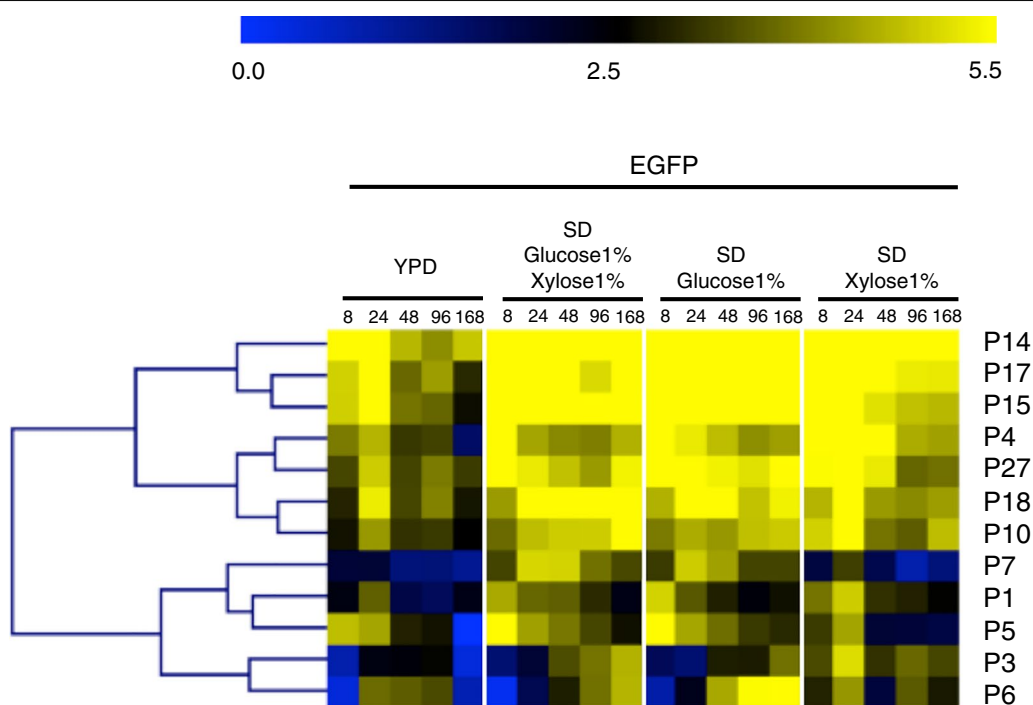 0.0 2.5 5.5
EGFP
YPD
SD
Glucose1%
Xylose1%
SD
Glucose1%
SD
Xylose1%
8 24 48 96 168 8 24 48 96 168 8 24 48 96 168 8 24 48 96 168
P14
P17
P15
P4
P27
P18
P10
P7
P1
P5
P3
P6